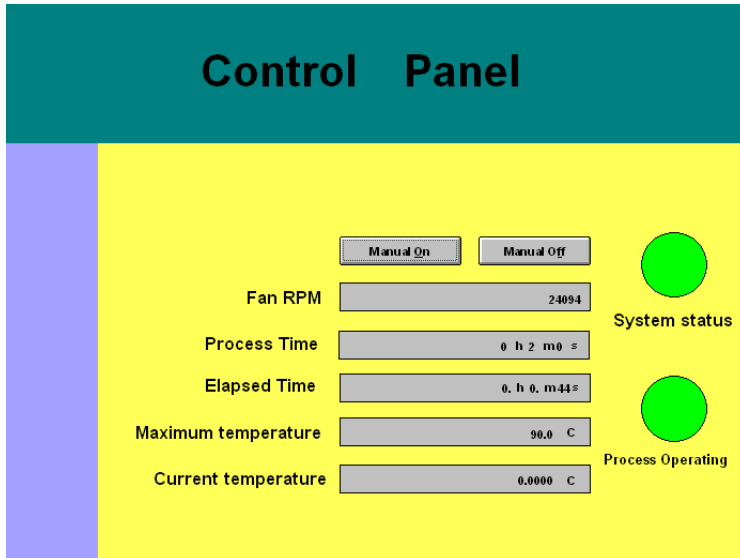 Control Panel
Manual On Manual Off
Fan RPM 24094
System status
Process Time 0 h 2 m0 s
Elapsed Time 0. h 0. m44s
Maximum temperature 90.0 C
Process Operating
Current temperature 0.0000 C